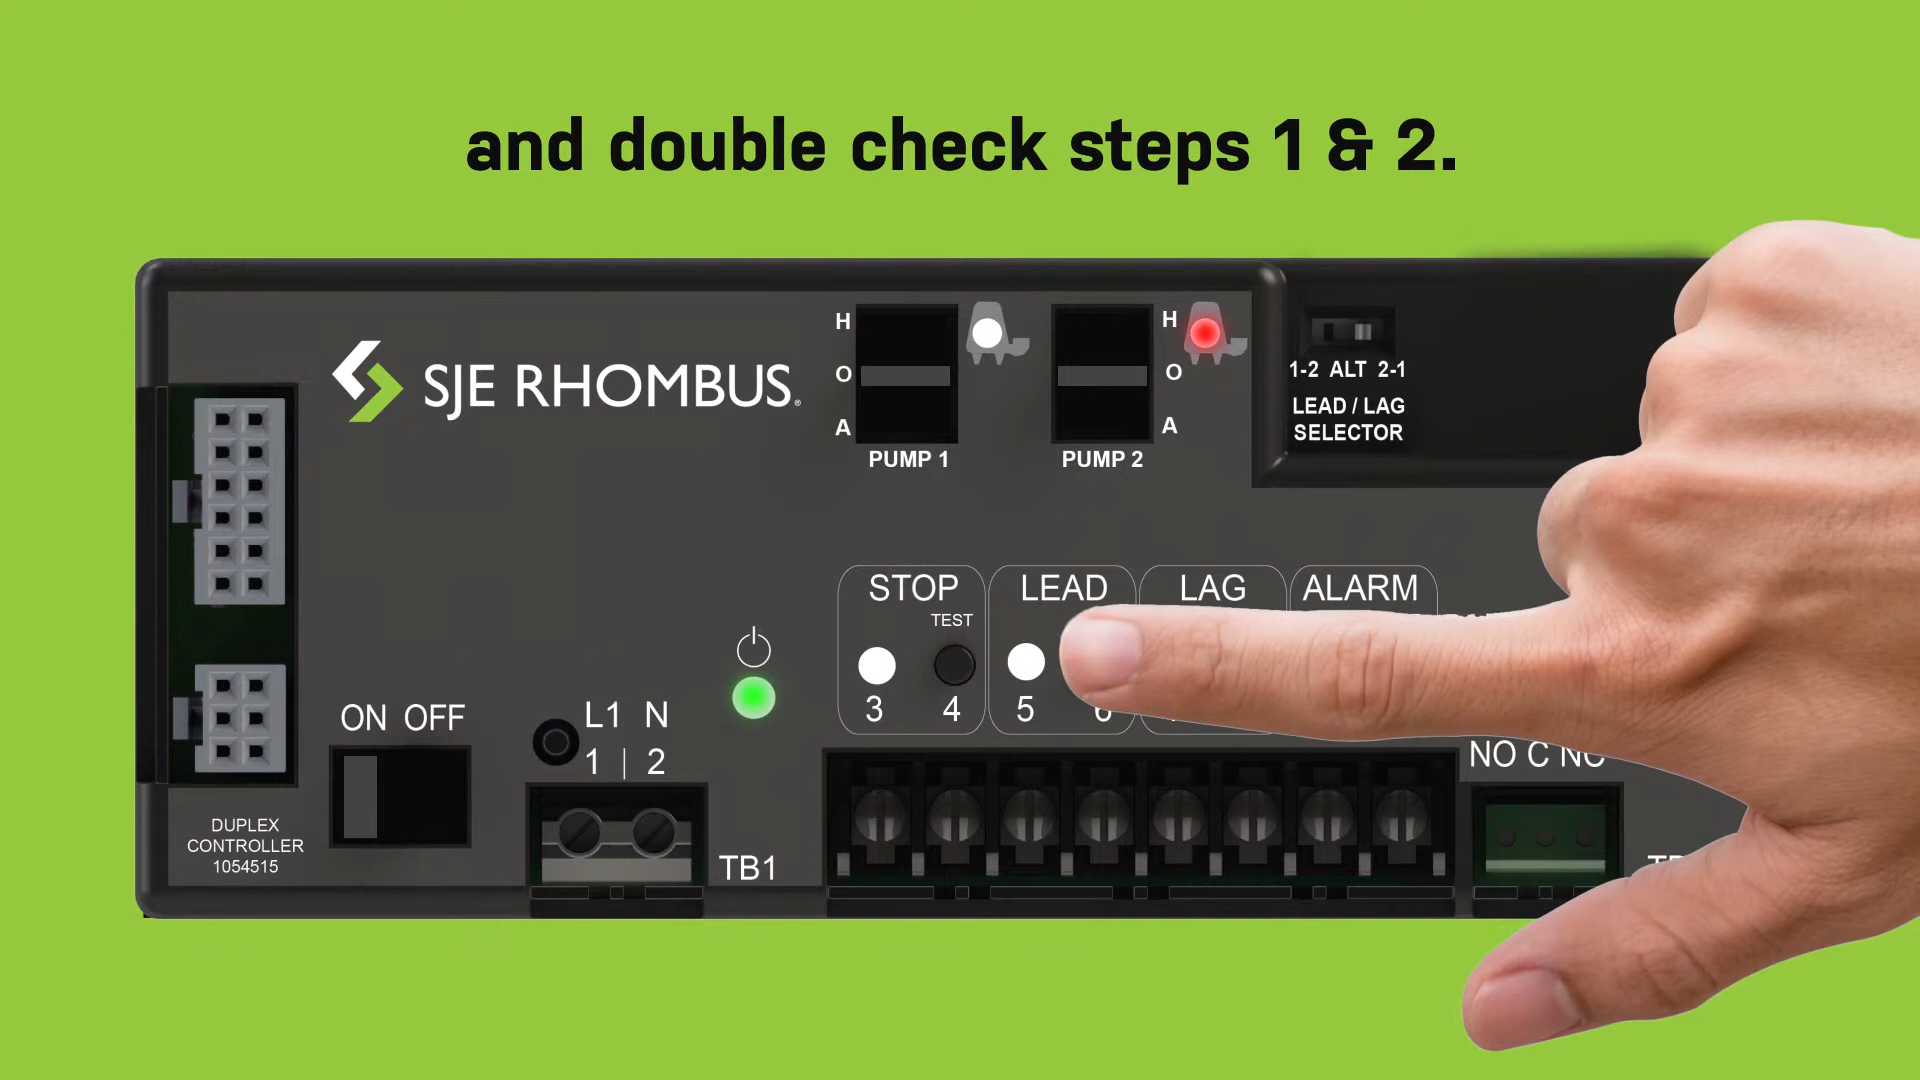 and double check steps 1 & 2.
SJE RHOMBUS®
H
O
A
PUMP 1
H
O
A
PUMP 2
1-2 ALT 2-1
LEAD / LAG
SELECTOR
STOP
TEST
3 4
LEAD
5 6
LAG
ALARM
ON OFF
L1 N
1 | 2
TB1
NO C
DUPLEX
CONTROLLER
1054515